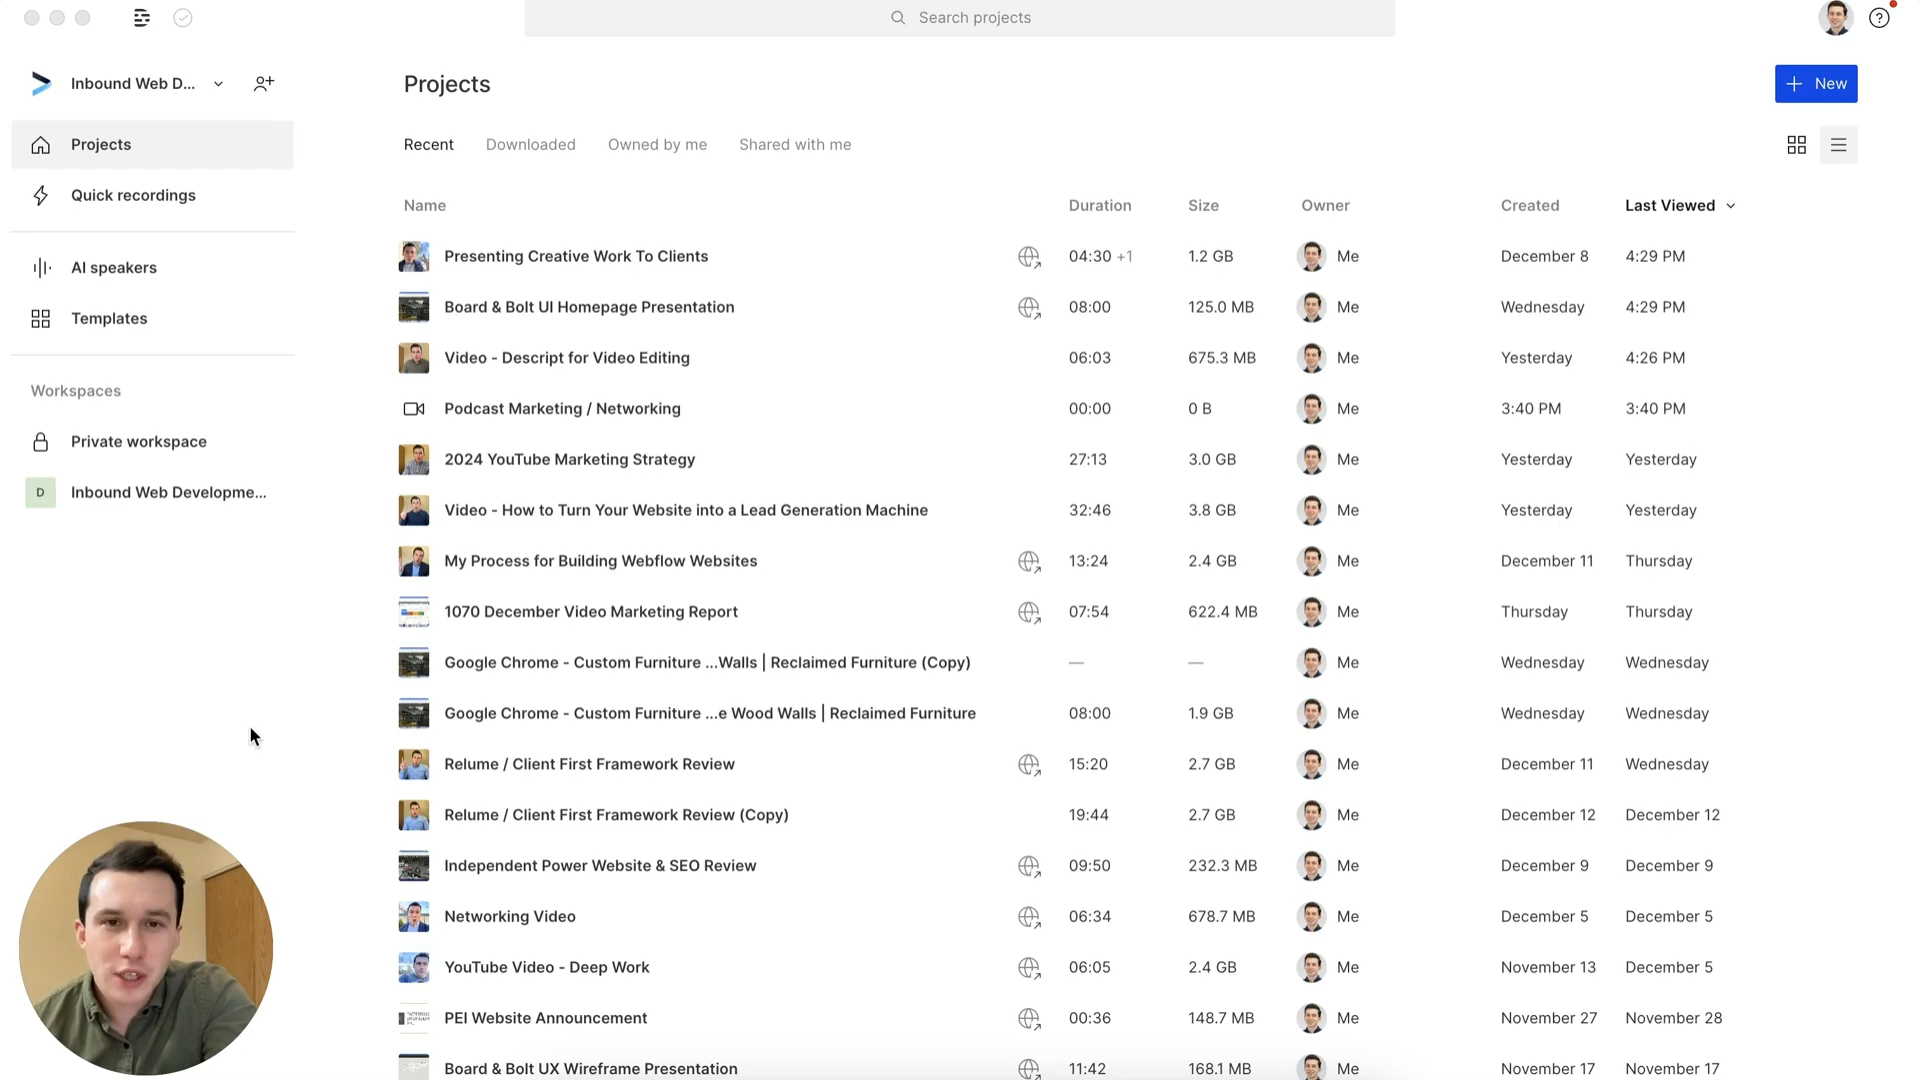 Search projects
Inbound Web D...
Projects
New
Projects
Recent Downloaded Owned by me Shared with me
Quick recordings
AI speakers
Templates
Workspaces
Private workspace
D Inbound Web Developme...
Name Duration Size Owner Created Last Viewed
Presenting Creative Work To Clients 04:30 +1 1.2 GB Me December 8 4:29 PM
Board & Bolt UI Homepage Presentation 08:00 125.0 MB Me Wednesday 4:29 PM
Video - Descript for Video Editing 06:03 675.3 MB Me Yesterday 4:26 PM
Podcast Marketing / Networking 00:00 0 B Me 3:40 PM 3:40 PM
2024 YouTube Marketing Strategy 27:13 3.0 GB Me Yesterday Yesterday
Video - How to Turn Your Website into a Lead Generation Machine 32:46 3.8 GB Me Yesterday Yesterday
My Process for Building Webflow Websites 13:24 2.4 GB Me December 11 Thursday
1070 December Video Marketing Report 07:54 622.4 MB Me Thursday Thursday
Google Chrome - Custom Furniture ...Walls | Reclaimed Furniture (Copy) — — Me Wednesday Wednesday
Google Chrome - Custom Furniture ...e Wood Walls | Reclaimed Furniture 08:00 1.9 GB Me Wednesday Wednesday
Relume / Client First Framework Review 15:20 2.7 GB Me December 11 Wednesday
Relume / Client First Framework Review (Copy) 19:44 2.7 GB Me December 12 December 12
Independent Power Website & SEO Review 09:50 232.3 MB Me December 9 December 9
Networking Video 06:34 678.7 MB Me December 5 December 5
YouTube Video - Deep Work 06:05 2.4 GB Me November 13 December 5
PEI Website Announcement 00:36 148.7 MB Me November 27 November 28
Board & Bolt UX Wireframe Presentation 11:42 168.1 MB Me November 17 November 17